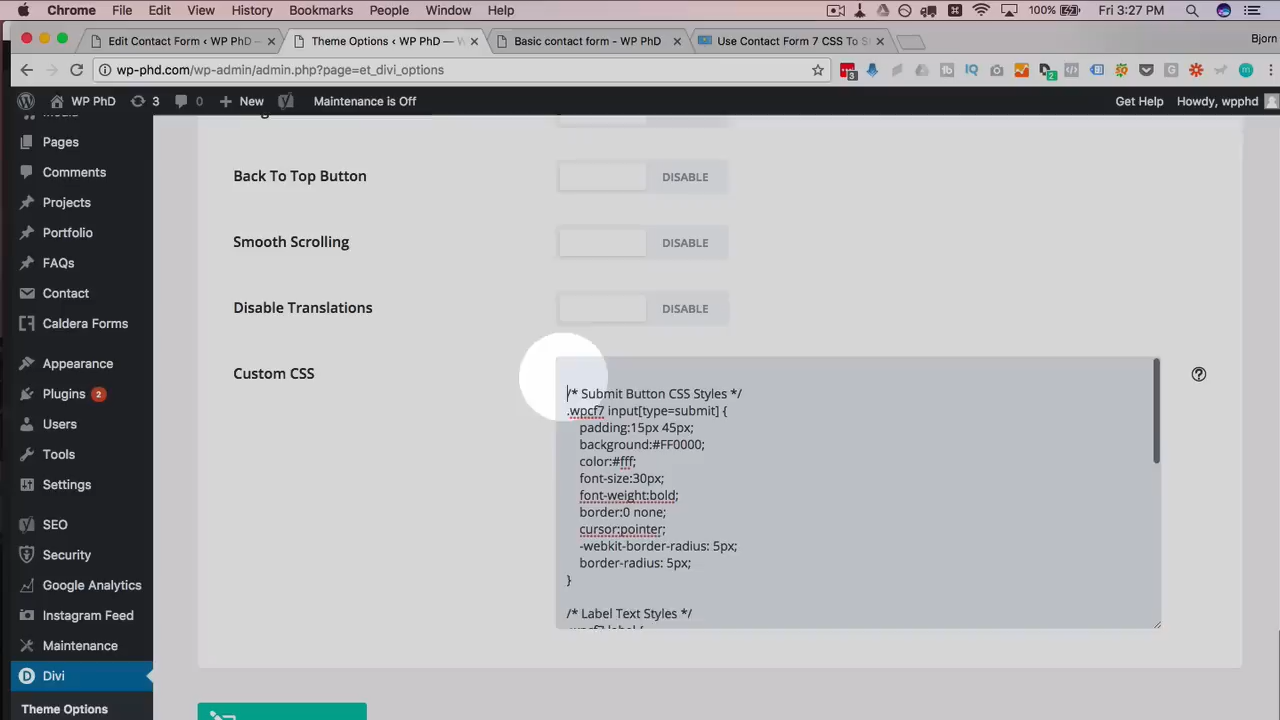 Chrome File Edit View History Bookmarks People Window Help 100% Fri 3:27 PM
Edit Contact Form ‹ WP PhD × Theme Options ‹ WP PhD — × Basic contact form - WP PhD × Use Contact Form 7 CSS To S × Bjorn
wp-phd.com/wp-admin/admin.php?page=et_divi_options
WP PhD 3 0 + New Maintenance is Off Get Help Howdy, wpphd
Media
Pages
Comments
Projects
Portfolio
FAQs
Contact
Caldera Forms
Appearance
Plugins 2
Users
Tools
Settings
SEO
Security
Google Analytics
Instagram Feed
Maintenance
Divi
Theme Options
Back To Top Button DISABLE
Smooth Scrolling DISABLE
Disable Translations DISABLE
Custom CSS
/* Submit Button CSS Styles */
.wpcf7 input[type=submit] {
padding:15px 45px;
background:#FF0000;
color:#fff;
font-size:30px;
font-weight:bold;
border:0 none;
cursor:pointer;
-webkit-border-radius: 5px;
border-radius: 5px;
}
/* Label Text Styles */
.wpcf7 label {